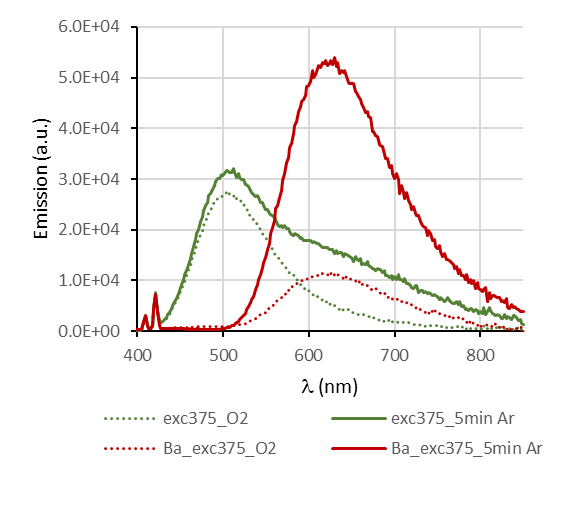 6.0E+04
5.0E+04
4.0E+04
3.0E+04
2.0E+04
1.0E+04
0.0E+00
Emission (a.u.)
400 500 600 700 800
λ (nm)
exc375_O2 exc375_5min Ar
Ba_exc375_O2 Ba_exc375_5min Ar